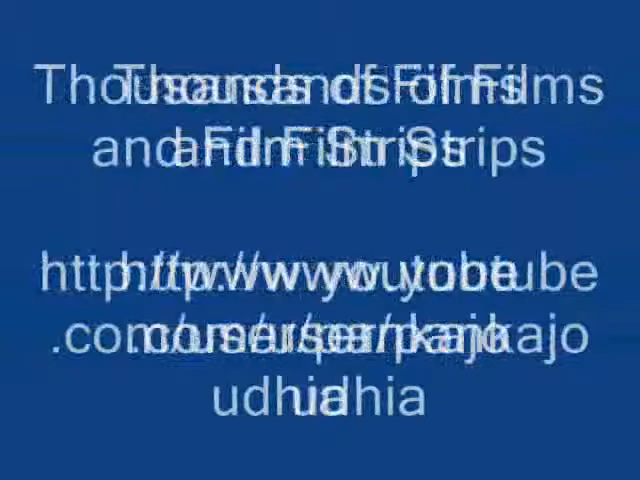 Thousands of Films
and Film Strips
http://www.youtube
.com/user/pankajo
udhia